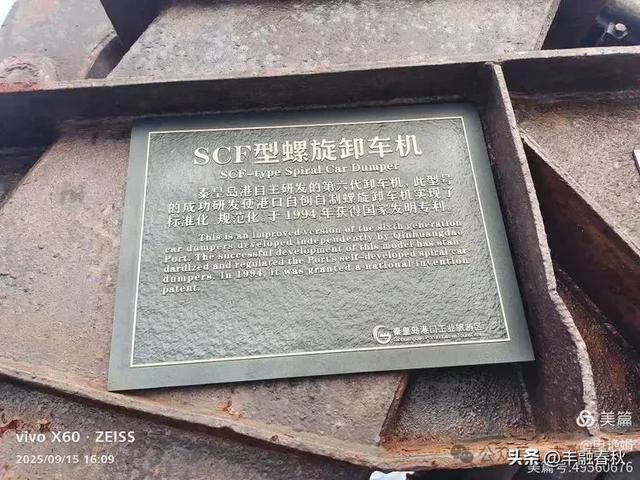 SCF型螺旋卸车机
SCF-type Spiral Car Dumper
秦皇岛港自主研发的第六代卸车机，此型号
的成功研发使港口自创自制螺旋卸车机实现了
标准化 规范化、于1994年获得国家发明专利
This is an improved version of the sixth generation
car dumpers developed independently by Qinhuangdao
Port. The successful development of this model has stan-
dardized and regulated the Port's self-developed spiral car
dumpers. In 1994, it was granted a national invention
patent.
秦皇岛港口工业旅游区
vivo X60 · ZEISS
2025/09/15 16:09
美篇
头条 @丰融春秋
美篇号:49560676